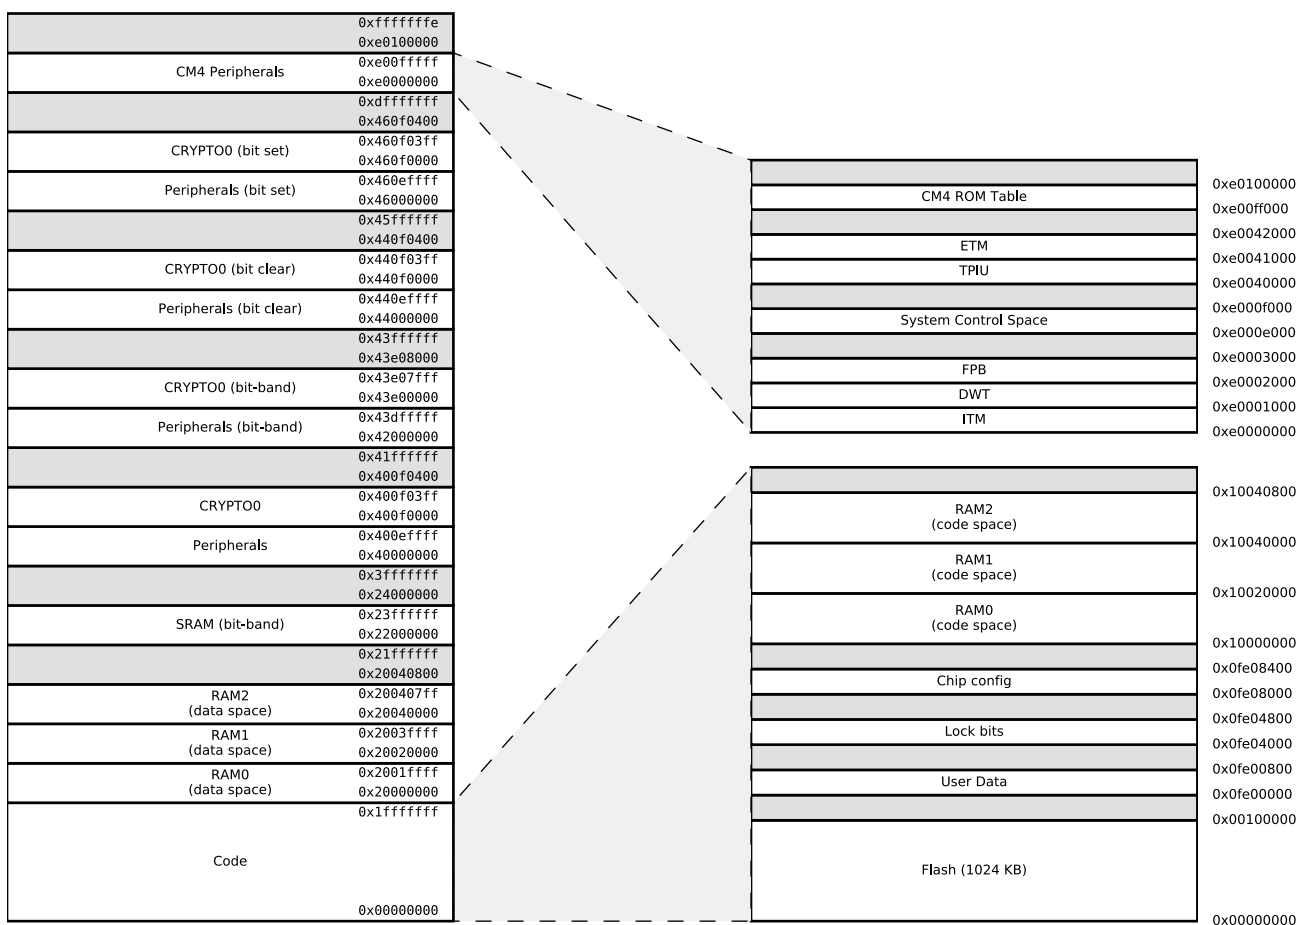 0xfffffffe
0xe0100000
CM4 Peripherals
0xe00fffff
0xe0000000
0xdfffffff
0x460f0400
CRYPTO0 (bit set)
0x460f03ff
0x460f0000
Peripherals (bit set)
0x460effff
0x46000000
0x45ffffff
0x440f0400
CRYPTO0 (bit clear)
0x440f03ff
0x440f0000
Peripherals (bit clear)
0x440effff
0x44000000
0x43ffffff
0x43e08000
CRYPTO0 (bit-band)
0x43e07fff
0x43e00000
Peripherals (bit-band)
0x43dfffff
0x42000000
0x41ffffff
0x400f0400
CRYPTO0
0x400f03ff
0x400f0000
Peripherals
0x400effff
0x40000000
0x3fffffff
0x24000000
SRAM (bit-band)
0x23ffffff
0x22000000
0x21ffffff
0x20040800
RAM2
(data space)
0x200407ff
0x20040000
RAM1
(data space)
0x2003ffff
0x20020000
RAM0
(data space)
0x2001ffff
0x20000000
0x1fffffff
Code
0x00000000
0xe0100000
CM4 ROM Table
0xe00ff000
0xe0042000
ETM
0xe0041000
TPIU
0xe0040000
0xe000f000
System Control Space
0xe000e000
0xe0003000
FPB
0xe0002000
DWT
0xe0001000
ITM
0xe0000000
0x10040800
RAM2
(code space)
0x10040000
RAM1
(code space)
0x10020000
RAM0
(code space)
0x10000000
0x0fe08400
Chip config
0x0fe08000
0x0fe04800
Lock bits
0x0fe04000
0x0fe00800
User Data
0x0fe00000
0x00100000
Flash (1024 KB)
0x00000000